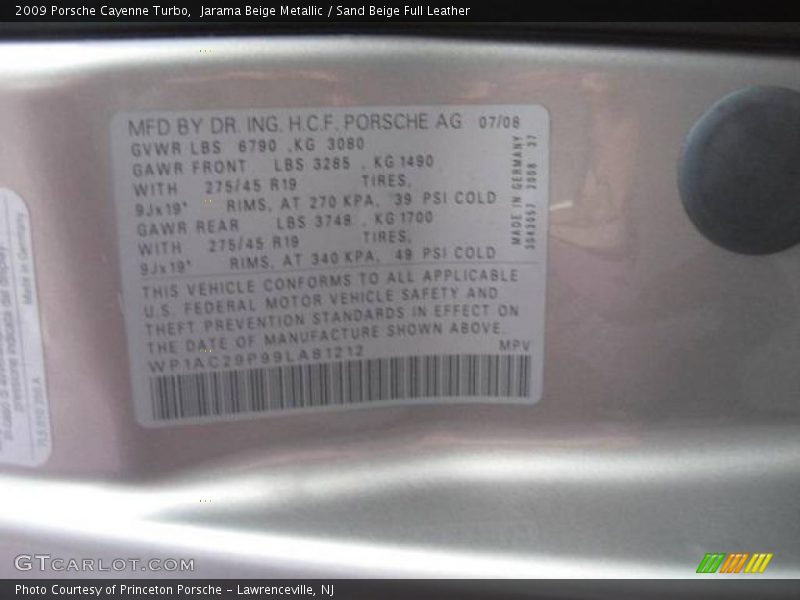 2009 Porsche Cayenne Turbo,  Jarama Beige Metallic / Sand Beige Full Leather
MFD BY DR. ING. H.C.F. PORSCHE AG 07/08
GVWR LBS 6790 .KG 3080
GAWR FRONT LBS 3285 , KG 1490
WITH 275/45 R19 TIRES,
9Jx19" RIMS, AT 270 KPA, 39 PSI COLD
GAWR REAR LBS 3748 , KG 1700
WITH 275/45 R19 TIRES,
9Jx19" RIMS, AT 340 KPA, 49 PSI COLD
THIS VEHICLE CONFORMS TO ALL APPLICABLE
U.S. FEDERAL MOTOR VEHICLE SAFETY AND
THEFT PREVENTION STANDARDS IN EFFECT ON
THE DATE OF MANUFACTURE SHOWN ABOVE.
WP1AC29P99LA81212 MPV
MADE IN GERMANY
2008 37
Made in Germany
GTCARLOT.COM
Photo Courtesy of Princeton Porsche - Lawrenceville, NJ